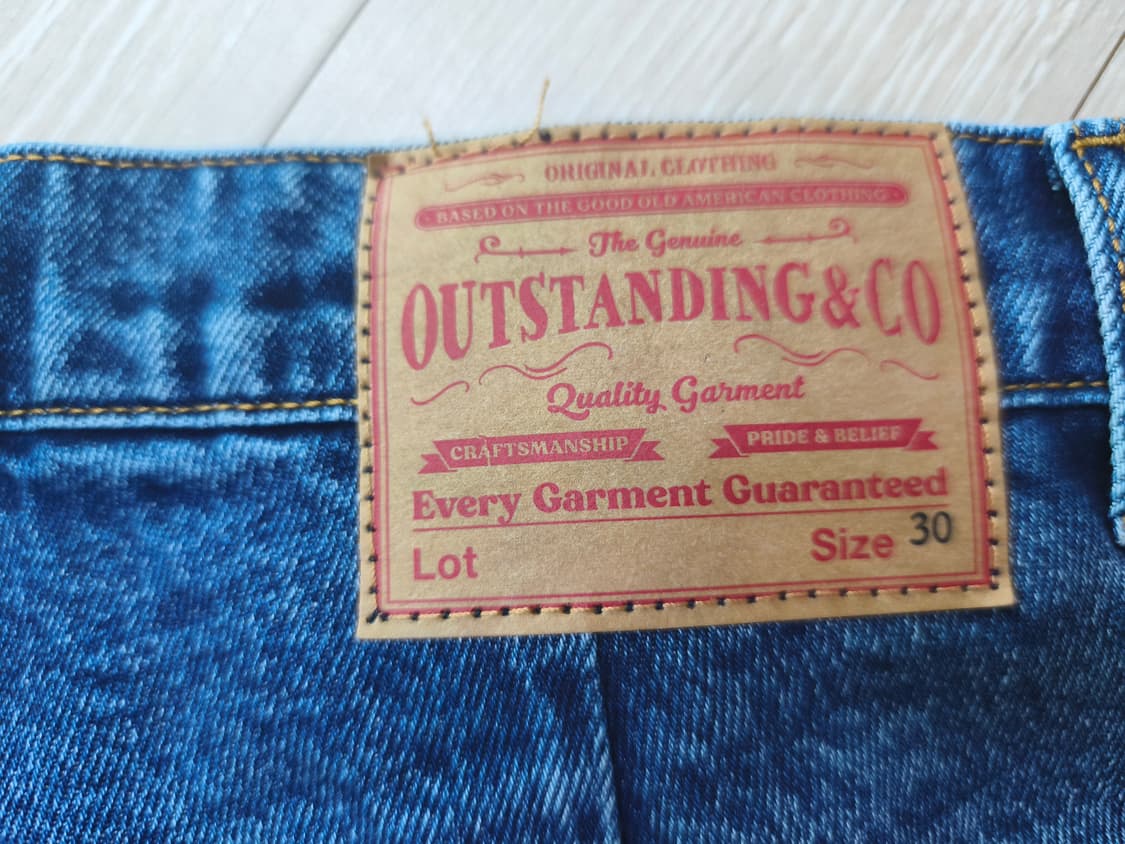 ORIGINAL CLOTHING
BASED ON THE GOOD OLD AMERICAN CLOTHING
The Genuine
OUTSTANDING&CO
Quality Garment
CRAFTSMANSHIP PRIDE & BELIEF
Every Garment Guaranteed
Lot Size 30